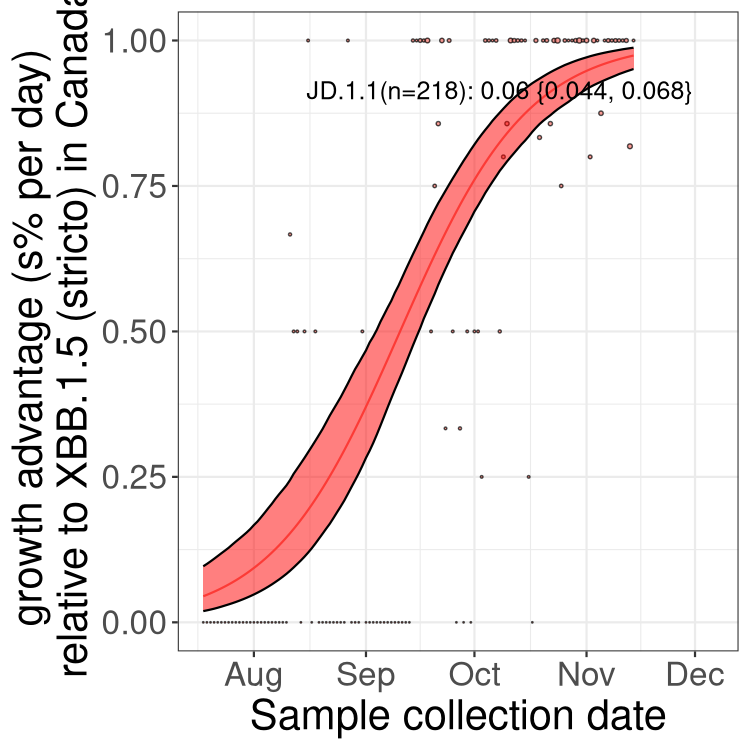 growth advantage (s% per day)
relative to XBB.1.5 (stricto) in Canada
1.00
0.75
0.50
0.25
0.00
JD.1.1(n=218): 0.06 {0.044, 0.068}
Aug Sep Oct Nov Dec
Sample collection date